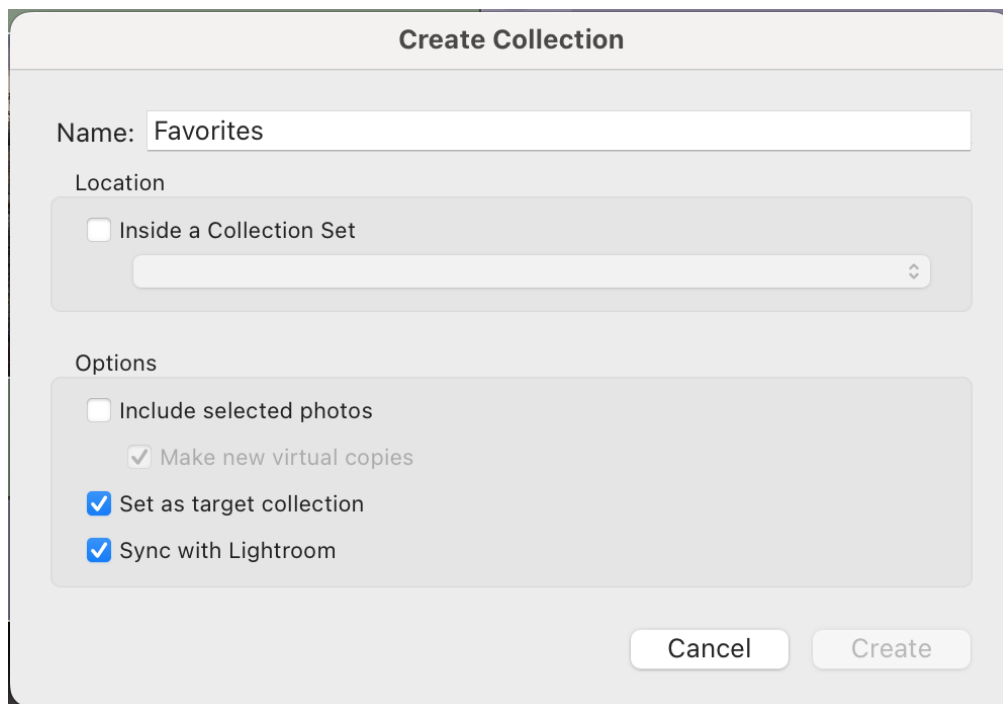 Create Collection
Name: Favorites
Location
Inside a Collection Set
Options
Include selected photos
Make new virtual copies
Set as target collection
Sync with Lightroom
Cancel Create